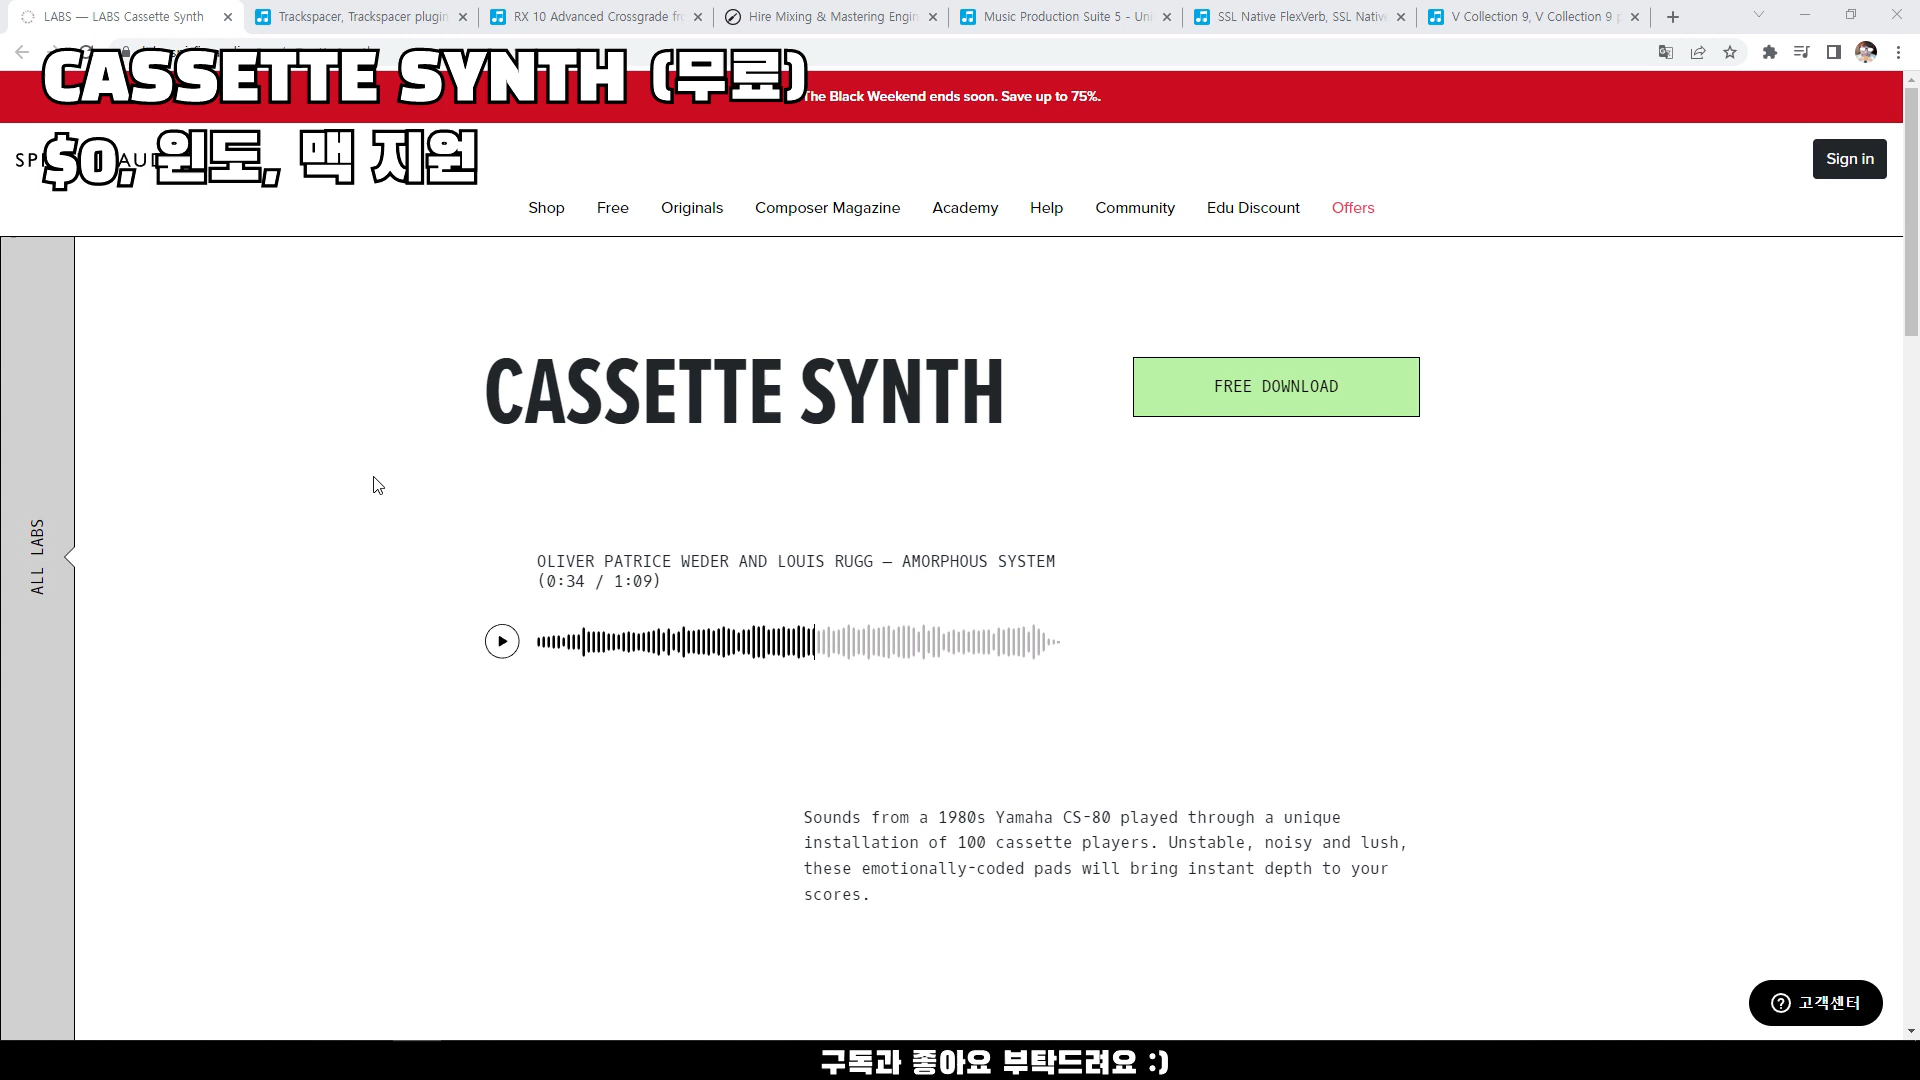 LABS — LABS Cassette Synth
Trackspacer, Trackspacer plugin
RX 10 Advanced Crossgrade fr
Hire Mixing & Mastering Engin
Music Production Suite 5 - Uni
SSL Native FlexVerb, SSL Native
V Collection 9, V Collection 9 p
CASSETTE SYNTH (무료)
The Black Weekend ends soon. Save up to 75%.
$0, 윈도, 맥 지원
Sign in
Shop Free Originals Composer Magazine Academy Help Community Edu Discount Offers
CASSETTE SYNTH
FREE DOWNLOAD
ALL LABS
OLIVER PATRICE WEDER AND LOUIS RUGG — AMORPHOUS SYSTEM
(0:34 / 1:09)
Sounds from a 1980s Yamaha CS-80 played through a unique
installation of 100 cassette players. Unstable, noisy and lush,
these emotionally-coded pads will bring instant depth to your
scores.
고객센터
구독과 좋아요 부탁드려요 :)